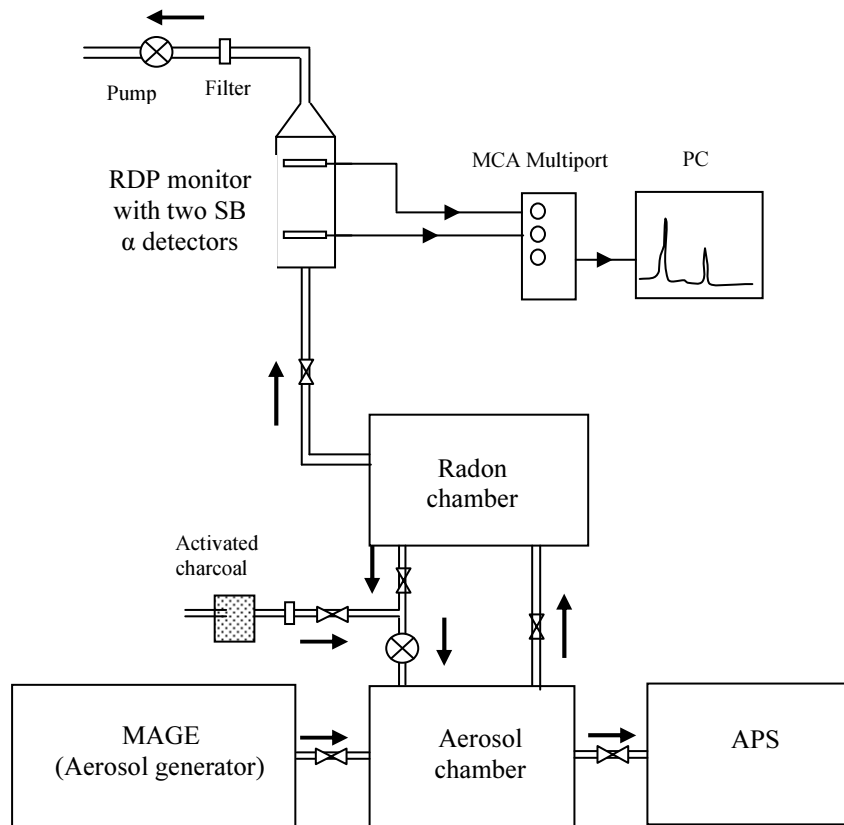 Pump
Filter
RDP monitor
with two SB
α detectors
MCA Multiport
PC
Radon
chamber
Activated
charcoal
MAGE
(Aerosol generator)
Aerosol
chamber
APS